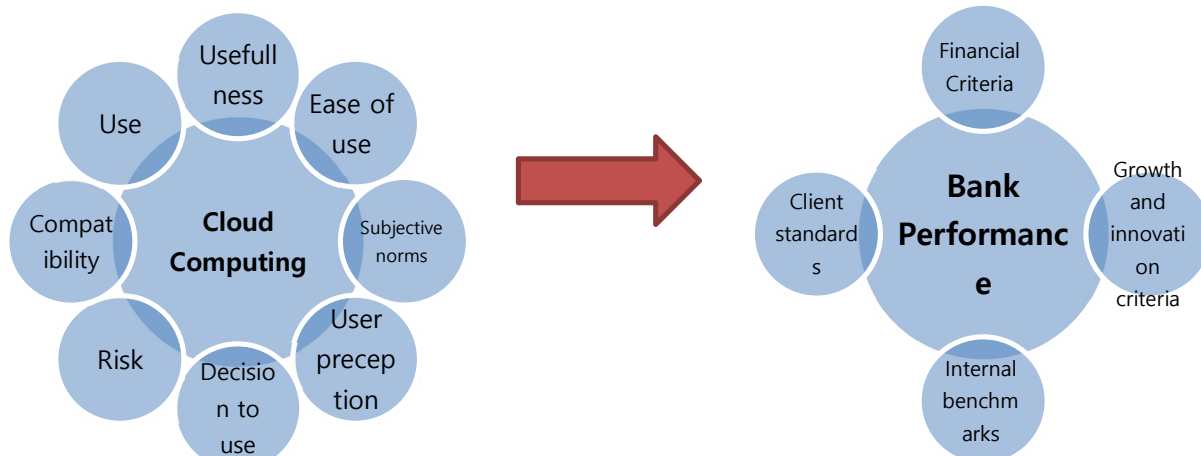 Usefull
ness
Ease of
use
Subjective
norms
User
precep
tion
Decisio
n to
use
Risk
Compat
ibility
Use
Cloud
Computing
Financial
Criteria
Growth
and
innovati
on
criteria
Internal
benchm
arks
Client
standard
s
Bank
Performanc
e